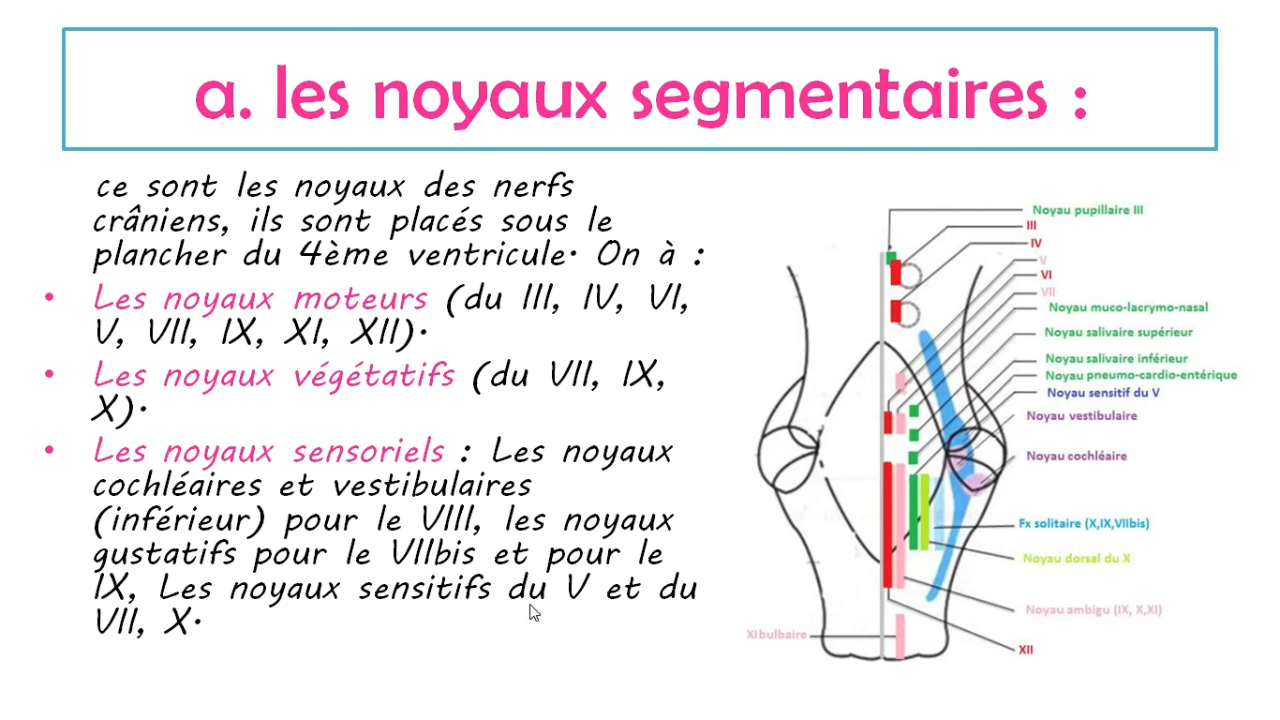 a. les noyaux segmentaires :
ce sont les noyaux des nerfs
crâniens, ils sont placés sous le
plancher du 4ème ventricule. On à :
• Les noyaux moteurs (du III, IV, VI,
V, VII, IX, XI, XII).
• Les noyaux végétatifs (du VII, IX,
X).
• Les noyaux sensoriels : Les noyaux
cochléaires et vestibulaires
(inférieur) pour le VIII, les noyaux
gustatifs pour le VIIbis et pour le
IX, Les noyaux sensitifs du V et du
VII, X.
Noyau pupillaire III
III
IV
V
VI
VII
Noyau muco-lacrymo-nasal
Noyau salivaire supérieur
Noyau salivaire inférieur
Noyau pneumo-cardio-entérique
Noyau sensitif du V
Noyau vestibulaire
Noyau cochléaire
Fx solitaire (X,IX,VIIbis)
Noyau dorsal du X
Noyau ambigu (IX, X,XI)
XI bulbaire
XII